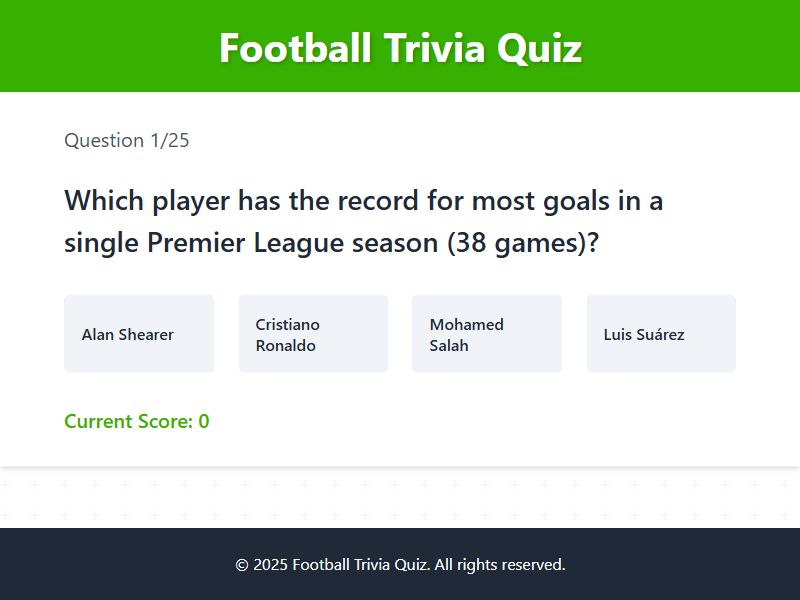 Football Trivia Quiz
Question 1/25
Which player has the record for most goals in a
single Premier League season (38 games)?
Alan Shearer
Cristiano
Ronaldo
Mohamed
Salah
Luis Suárez
Current Score: 0
© 2025 Football Trivia Quiz. All rights reserved.